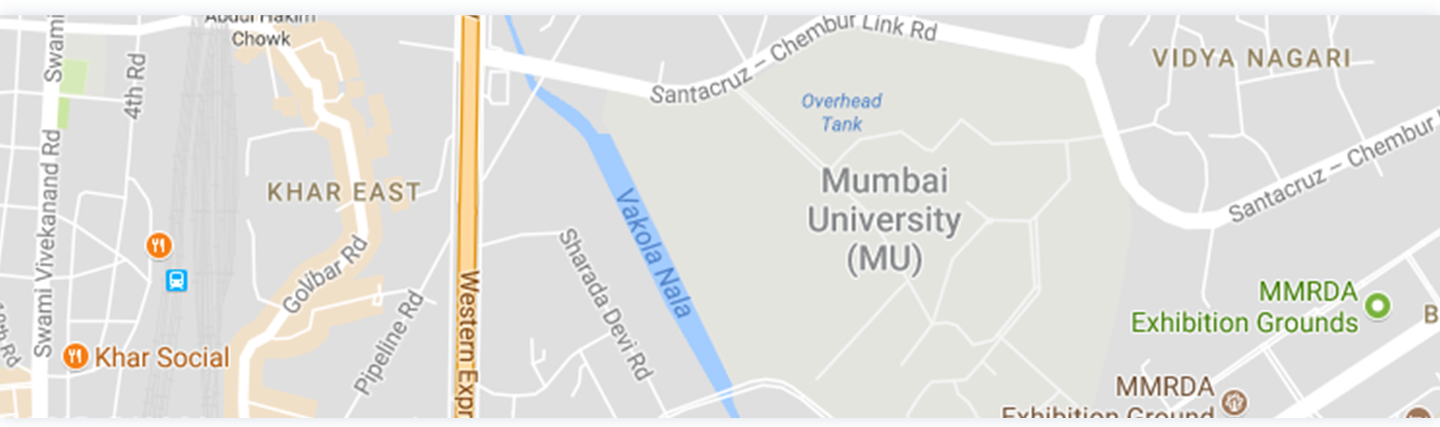 Abdul Hakim
Chowk
Swami
4th Rd
Santacruz – Chembur Link Rd
VIDYA NAGARI
Overhead
Tank
Mumbai
University
(MU)
KHAR EAST
Swami Vivekanand Rd
Vakola Nala
Santacruz – Chembur
Golibar Rd
Sharada Devi Rd
Pipeline Rd
Western Expr
MMRDA
Exhibition Grounds
B
Rd
Khar Social
MMRDA
Exhibition Ground